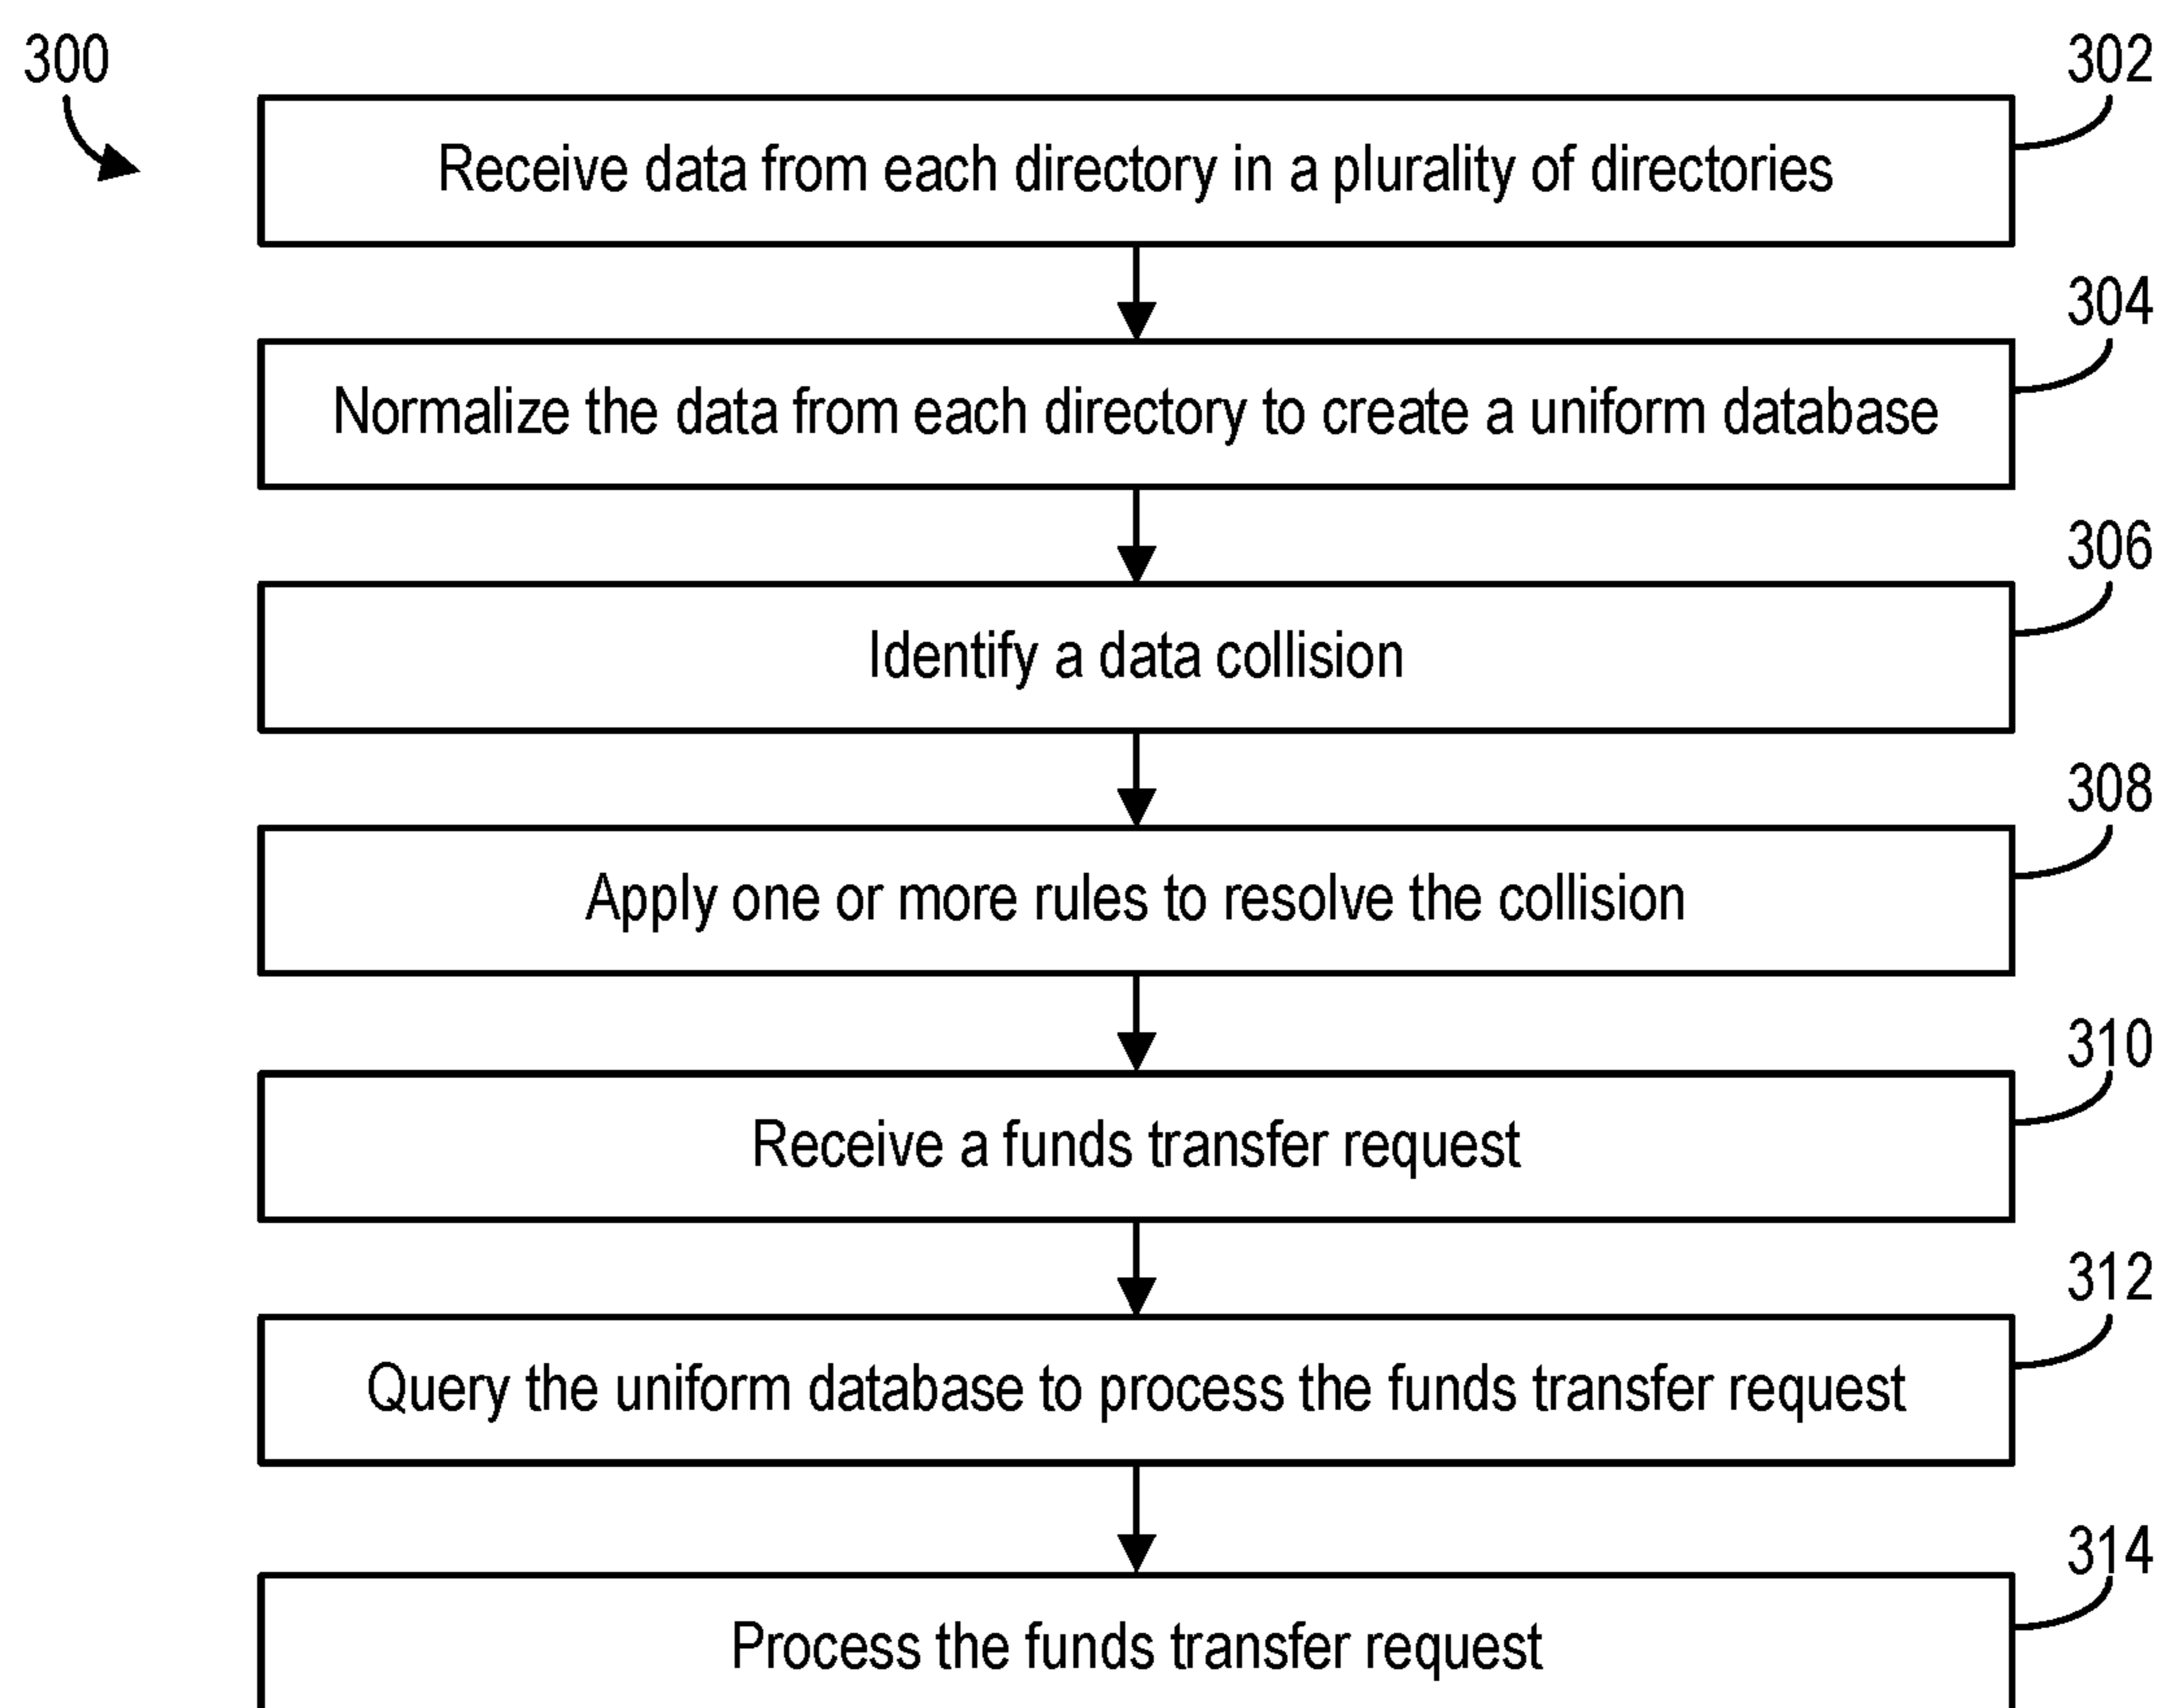 300
302
Receive data from each directory in a plurality of directories
304
Normalize the data from each directory to create a uniform database
306
Identify a data collision
308
Apply one or more rules to resolve the collision
310
Receive a funds transfer request
312
Query the uniform database to process the funds transfer request
314
Process the funds transfer request